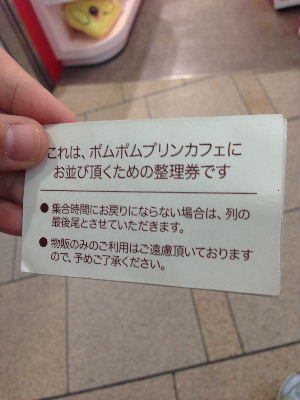 これは、ポムポムプリンカフェに
お並び頂くための整理券です
● 集合時間にお戻りにならない場合は、列の
最後尾とさせていただきます。
● 物販のみのご利用はご遠慮頂いております
ので、予めご了承ください。